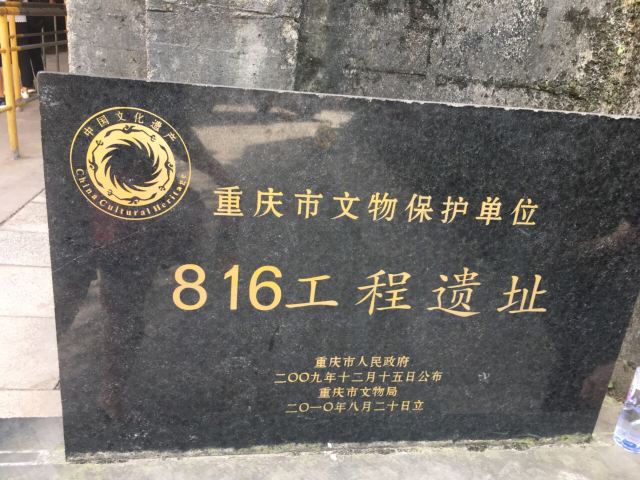 中国文化遗产
China Cultural Heritage
重庆市文物保护单位
816工程遗址
重庆市人民政府
二〇〇九年十二月十五日公布
重庆市文物局
二〇一〇年八月二十日立